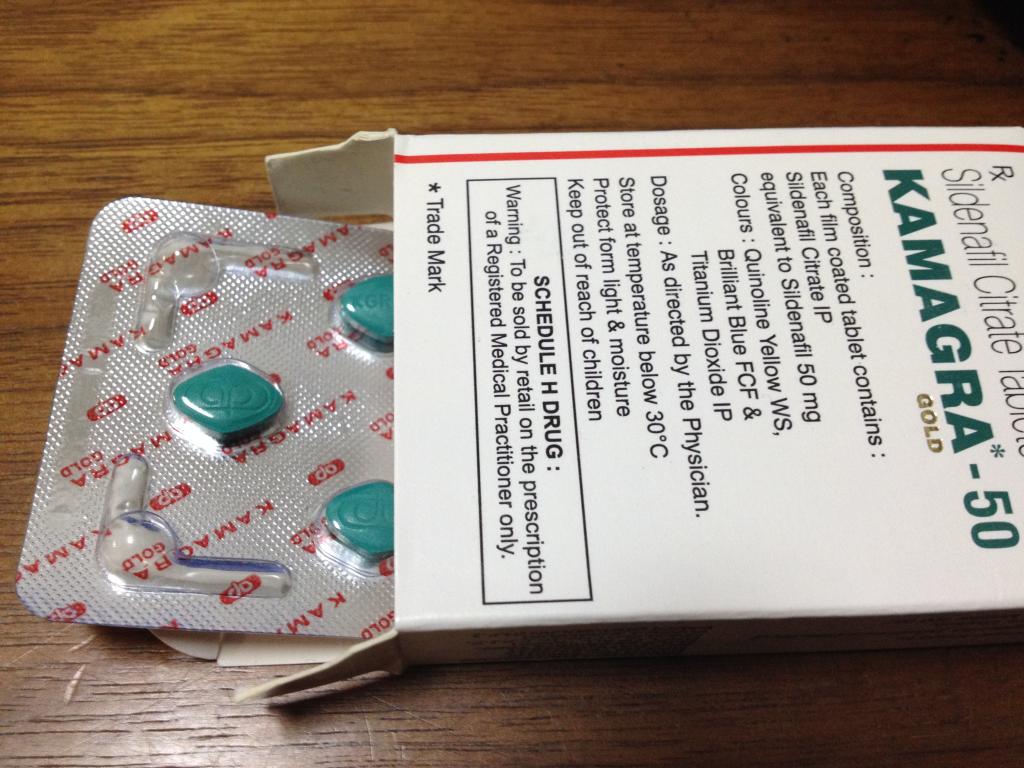 ℞
Sildenafil Citrate Tablets
KAMAGRA*-50
GOLD
Composition :
Each film coated tablet contains :
Sildenafil Citrate IP
equivalent to Sildenafil 50 mg
Colours : Quinoline Yellow WS,
Brilliant Blue FCF &
Titanium Dioxide IP
Dosage : As directed by the Physician.
Store at temperature below 30°C
Protect form light & moisture
Keep out of reach of children
SCHEDULE H DRUG :
Warning : To be sold by retail on the prescription
of a Registered Medical Practitioner only.
* Trade Mark
KAMAGRA
GOLD
ap
KGR